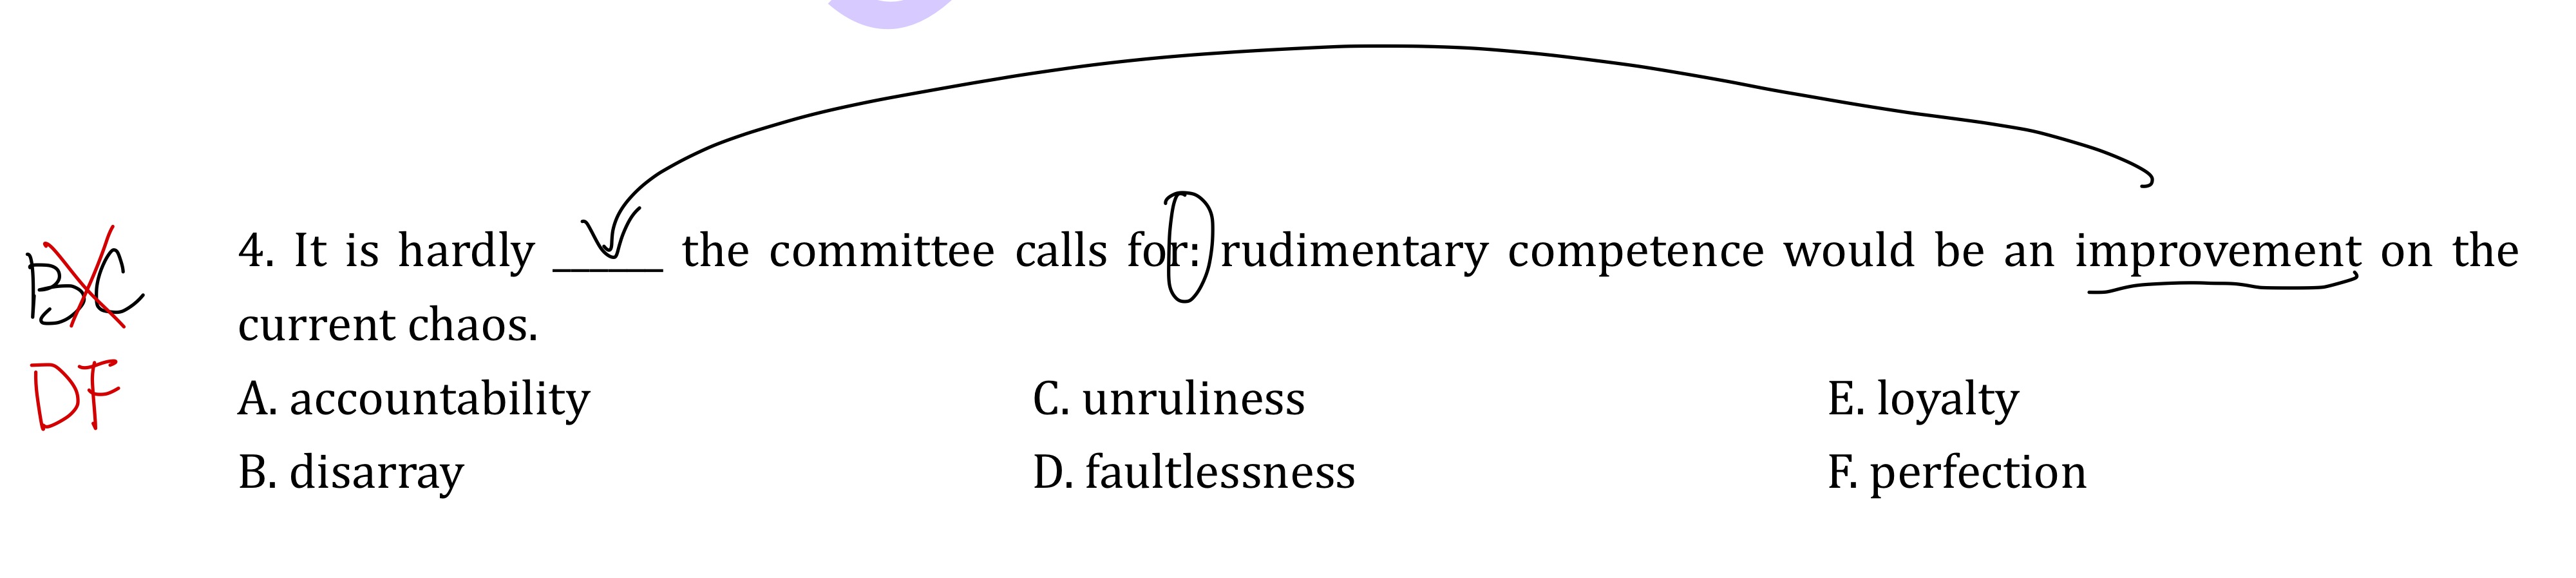 BC
4. It is hardly _____ the committee calls for: rudimentary competence would be an improvement on the
current chaos.
DF
A. accountability C. unruliness E. loyalty
B. disarray D. faultlessness F. perfection